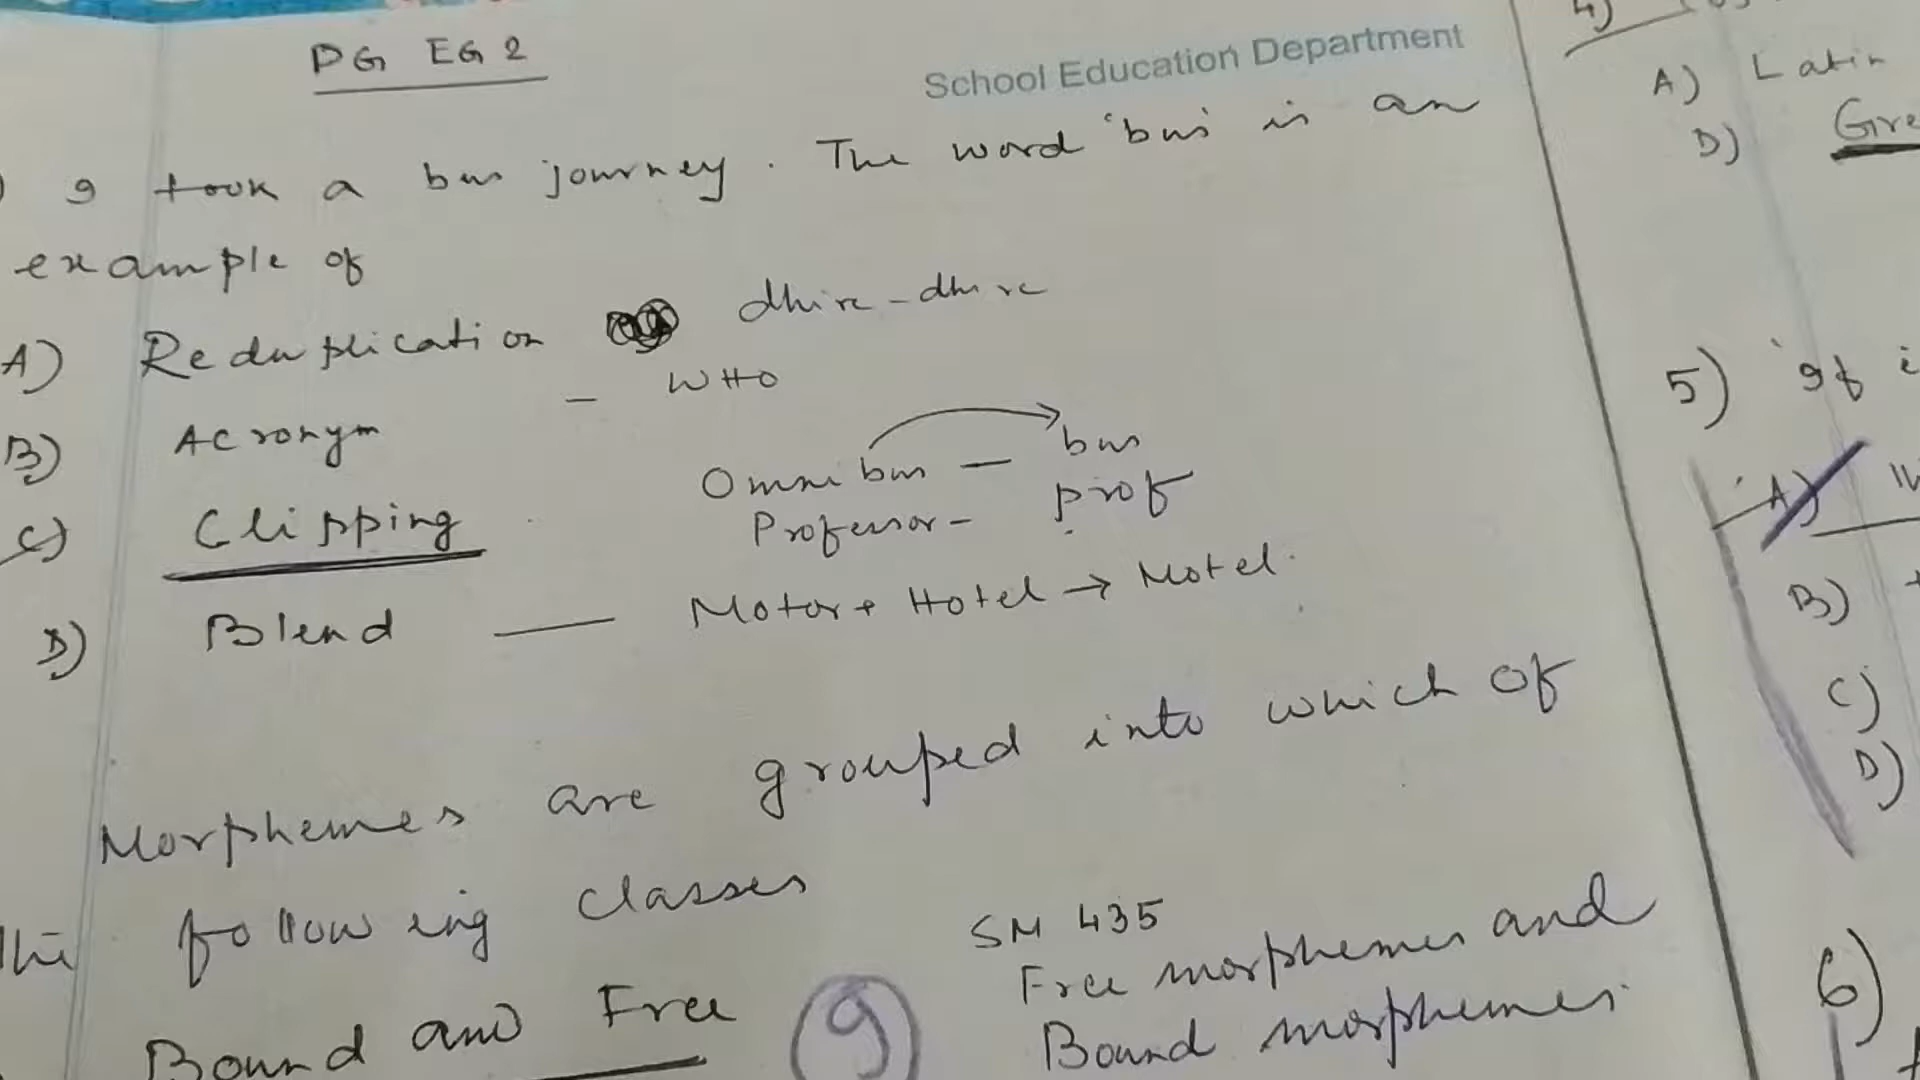 PG EG 2
School Education Department
I took a bus journey. The word 'bus' is an
example of
A) Reduplication dhire-dhire
B) Acronym - WHO
C) Clipping Omnibus - bus
Professor - prof
D) Blend — Motor + Hotel → Motel.
Morphemes are grouped into which of
the following classes
SM 435
Bound and Free
9
Free morphemes and
Bound morphemes.
4)
A) Latin
D)
5) 'If
A)
B)
C)
D)
6)